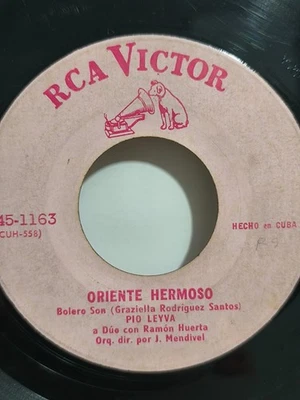 RCA VICTOR
45-1163
(CUH-558)
HECHO en CUBA
ORIENTE HERMOSO
Bolero Son (Graziella Rodríguez Santos)
PIO LEYVA
a Dúo con Ramón Huerta
Orq. dir. por J. Mendivel